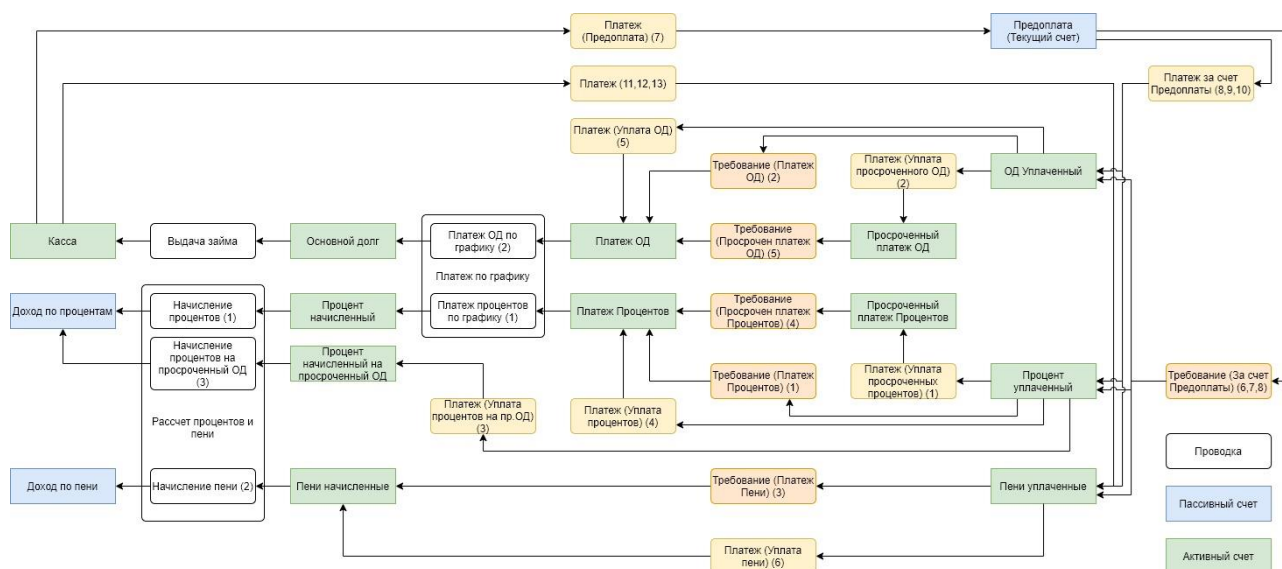 Платеж
(Предоплата) (7)
Предоплата
(Текущий счет)
Платеж (11,12,13)
Платеж за счет
Предоплаты (8,9,10)
Платеж (Уплата ОД)
(5)
Требование (Платеж
ОД) (2)
Платеж (Уплата
просроченного ОД) (2)
ОД Уплаченный
Касса
Выдача займа
Основной долг
Платеж ОД по
графику (2)
Платеж ОД
Требование
(Просрочен платеж
ОД) (5)
Просроченный
платеж ОД
Платеж по графику
Доход по процентам
Начисление
процентов (1)
Процент
начисленный
Платеж процентов
по графику (1)
Платеж Процентов
Требование
(Просрочен платеж
Процентов) (4)
Просроченный
платеж Процентов
Начисление
процентов на
просроченный ОД (3)
Процент
начисленный на
просроченный ОД
Требование (Платеж
Процентов) (1)
Платеж (Уплата
просроченных
процентов) (1)
Процент
уплаченный
Требование (За счет
Предоплаты) (6,7,8)
Платеж (Уплата
процентов на пр.ОД)
(3)
Платеж (Уплата
процентов) (4)
Рассчет процентов и
пени
Проводка
Доход по пени
Начисление пени (2)
Пени начисленные
Требование (Платеж
Пени) (3)
Пени уплаченные
Пассивный счет
Платеж (Уплата
пени) (6)
Активный счет